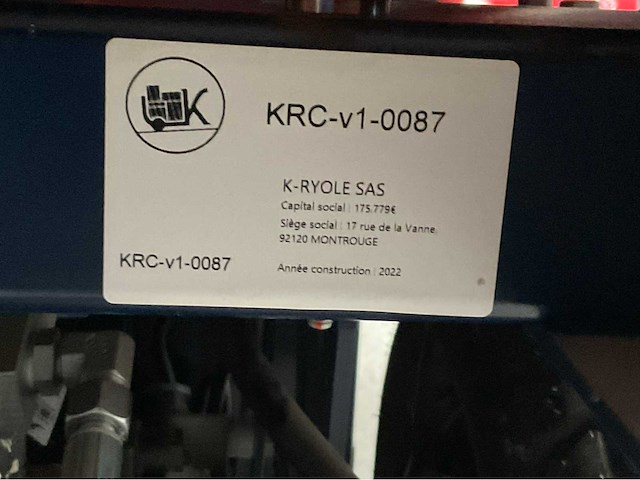 K
KRC-v1-0087
K-RYOLE SAS
Capital social : 175.779€
Siège social : 17 rue de la Vanne,
92120 MONTROUGE
KRC-v1-0087
Année construction : 2022